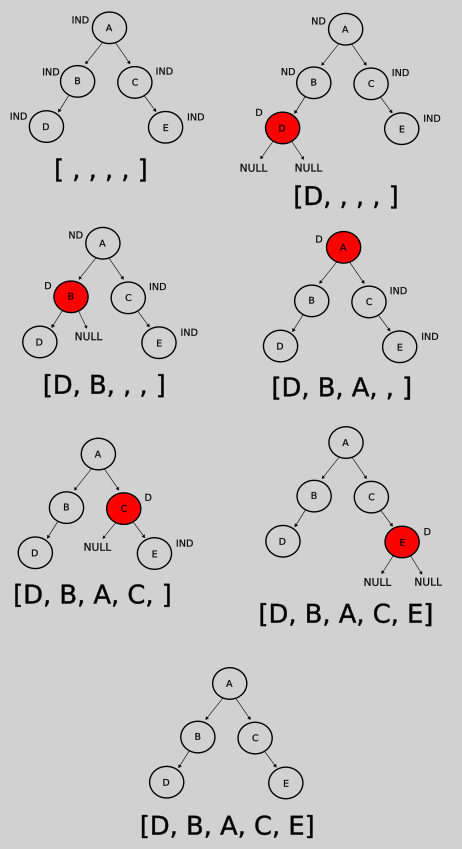 IND A
IND B C IND
IND D E IND
[ , , , , ]
ND A
ND B C IND
D D E IND
NULL NULL
[D, , , , ]
ND A
D B C IND
D NULL E IND
[D, B, , , ]
D A
B C IND
D E IND
[D, B, A, , ]
A
B C D
D NULL E IND
[D, B, A, C, ]
A
B C
D E D
NULL NULL
[D, B, A, C, E]
A
B C
D E
[D, B, A, C, E]